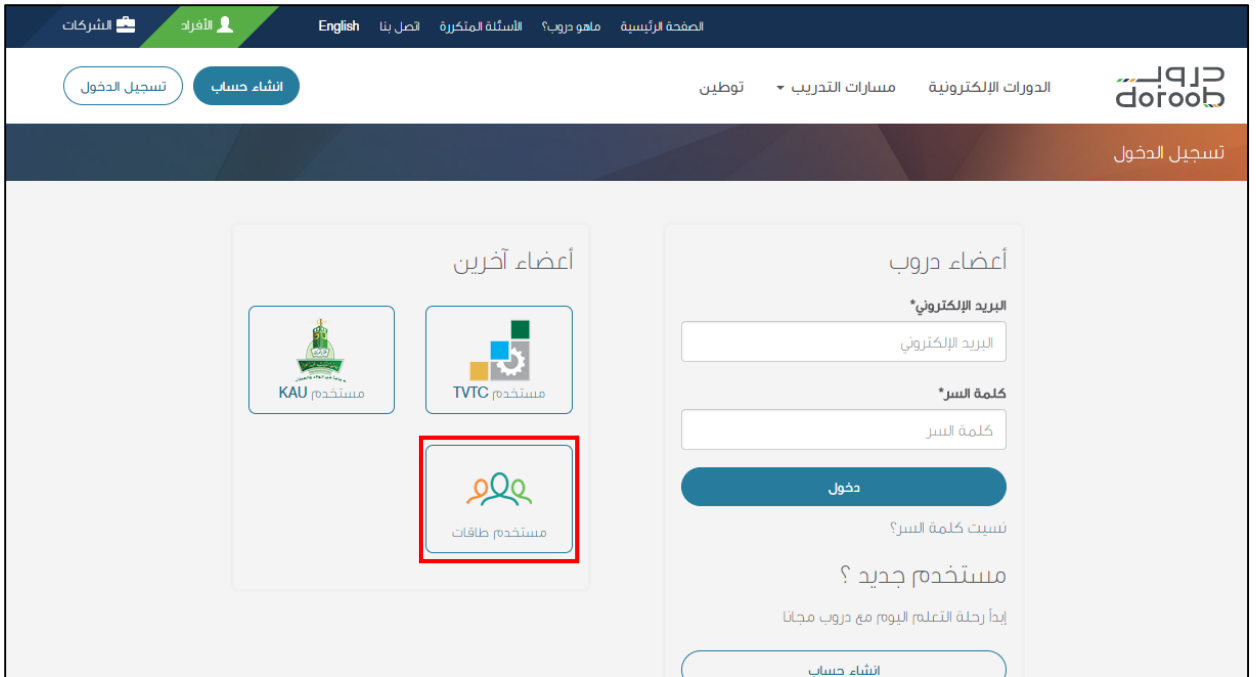 الصفحة الرئيسية ماهو دروب؟ الأسئلة المتكررة اتصل بنا English الأفراد الشركات
دروب
doroob
الدورات الإلكترونية مسارات التدريب توطين انشاء حساب تسجيل الدخول
تسجيل الدخول
أعضاء دروب
البريد الإلكتروني*
البريد الإلكتروني
كلمة السر*
كلمة السر
دخول
نسيت كلمة السر؟
مستخدم جديد ؟
إبدأ رحلة التعلم اليوم مع دروب مجانا
انشاء حساب
أعضاء آخرين
مستخدم TVTC
مستخدم KAU
مستخدم طاقات